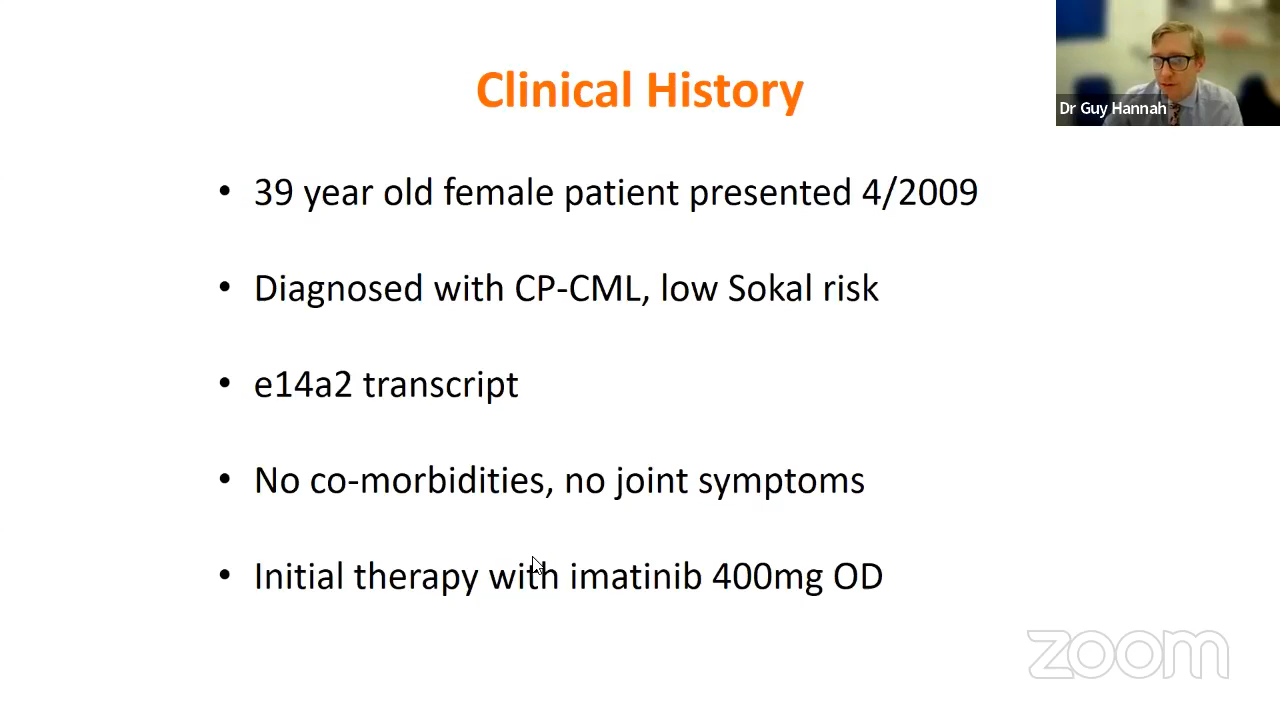 Clinical History
Dr Guy Hannah
• 39 year old female patient presented 4/2009
• Diagnosed with CP-CML, low Sokal risk
• e14a2 transcript
• No co-morbidities, no joint symptoms
• Initial therapy with imatinib 400mg OD
zoom